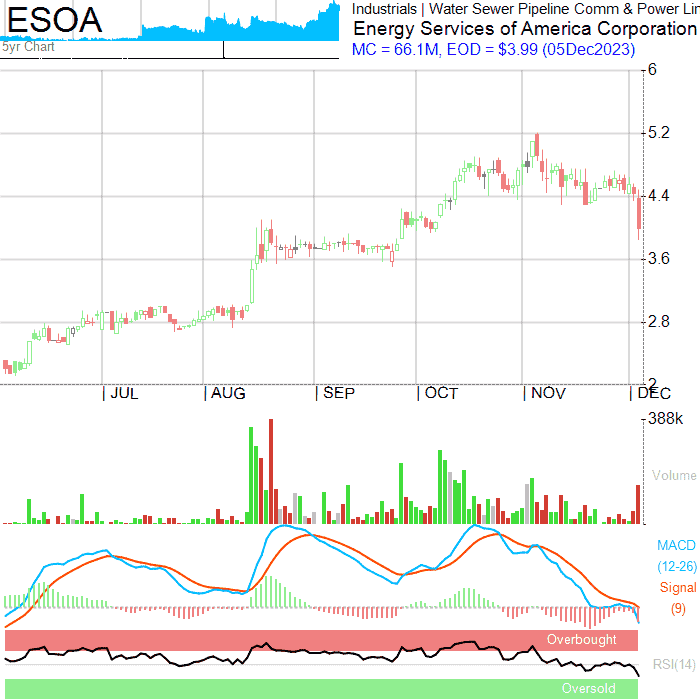 ESOA
5yr Chart
Industrials | Water Sewer Pipeline Comm & Power Lin
Energy Services of America Corporation
MC = 66.1M, EOD = $3.99 (05Dec2023)
6
5.2
4.4
3.6
2.8
2
| JUL | AUG | SEP | OCT | NOV | DEC
388k
Volume
MACD
(12-26)
Signal
(9)
Overbought
RSI(14)
Oversold